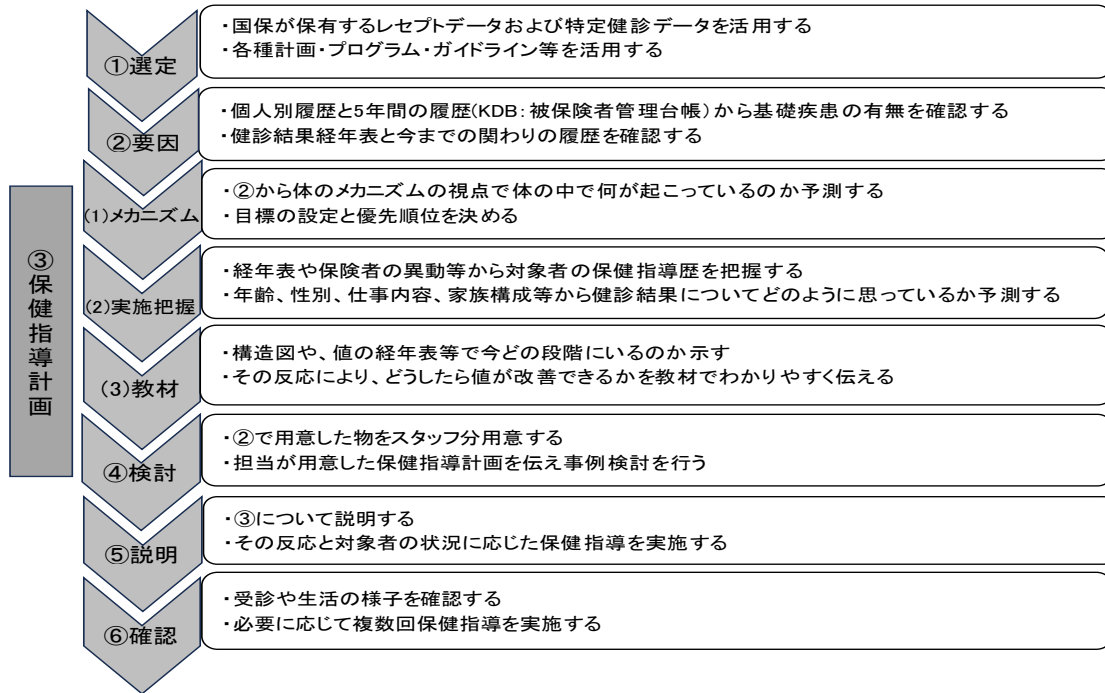 ①選定
・国保が保有するレセプトデータおよび特定健診データを活用する
・各種計画・プログラム・ガイドライン等を活用する
②要因
・個人別履歴と5年間の履歴(KDB：被保険者管理台帳)から基礎疾患の有無を確認する
・健診結果経年表と今までの関わりの履歴を確認する
③保健指導計画
(1)メカニズム
・②から体のメカニズムの視点で体の中で何が起こっているのか予測する
・目標の設定と優先順位を決める
(2)実施把握
・経年表や保険者の異動等から対象者の保健指導歴を把握する
・年齢、性別、仕事内容、家族構成等から健診結果についてどのように思っているか予測する
(3)教材
・構造図や、値の経年表等で今どの段階にいるのか示す
・その反応により、どうしたら値が改善できるかを教材でわかりやすく伝える
④検討
・②で用意した物をスタッフ分用意する
・担当が用意した保健指導計画を伝え事例検討を行う
⑤説明
・③について説明する
・その反応と対象者の状況に応じた保健指導を実施する
⑥確認
・受診や生活の様子を確認する
・必要に応じて複数回保健指導を実施する